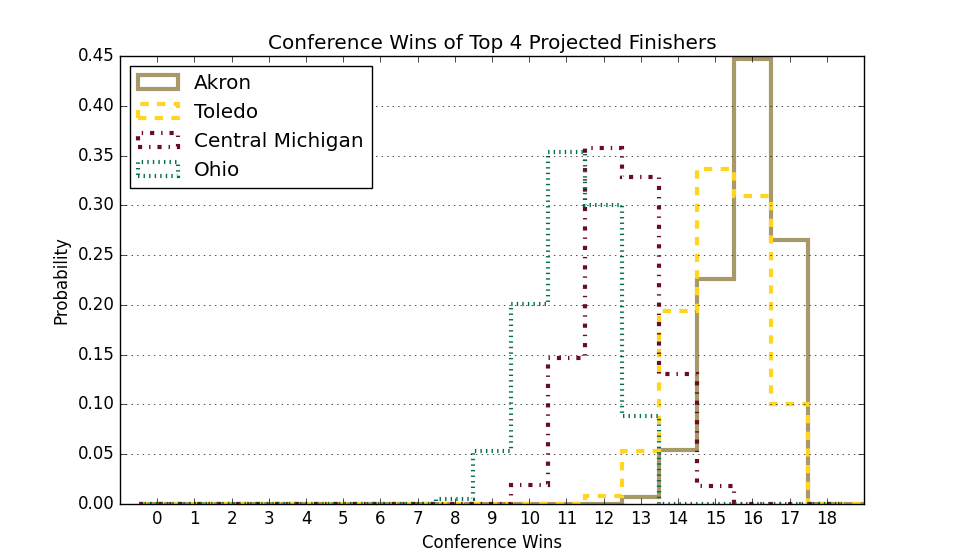 Conference Wins of Top 4 Projected Finishers
0.45
0.40
0.35
0.30
0.25
0.20
0.15
0.10
0.05
0.00
Probability
Akron
Toledo
Central Michigan
Ohio
0 1 2 3 4 5 6 7 8 9 10 11 12 13 14 15 16 17 18
Conference Wins